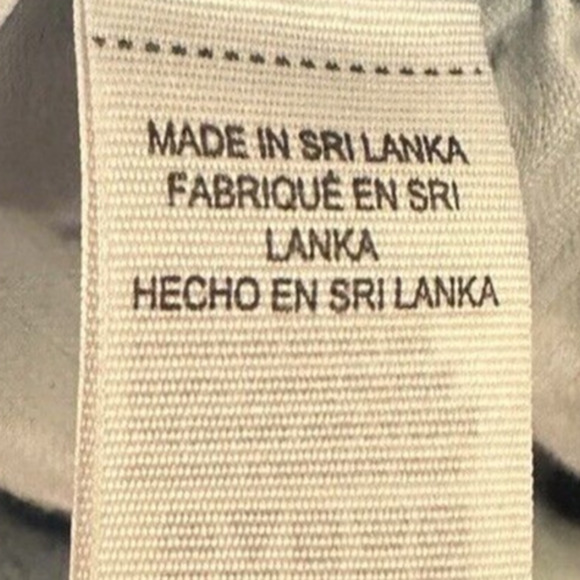 MADE IN SRI LANKA
FABRIQUÉ EN SRI
LANKA
HECHO EN SRI LANKA